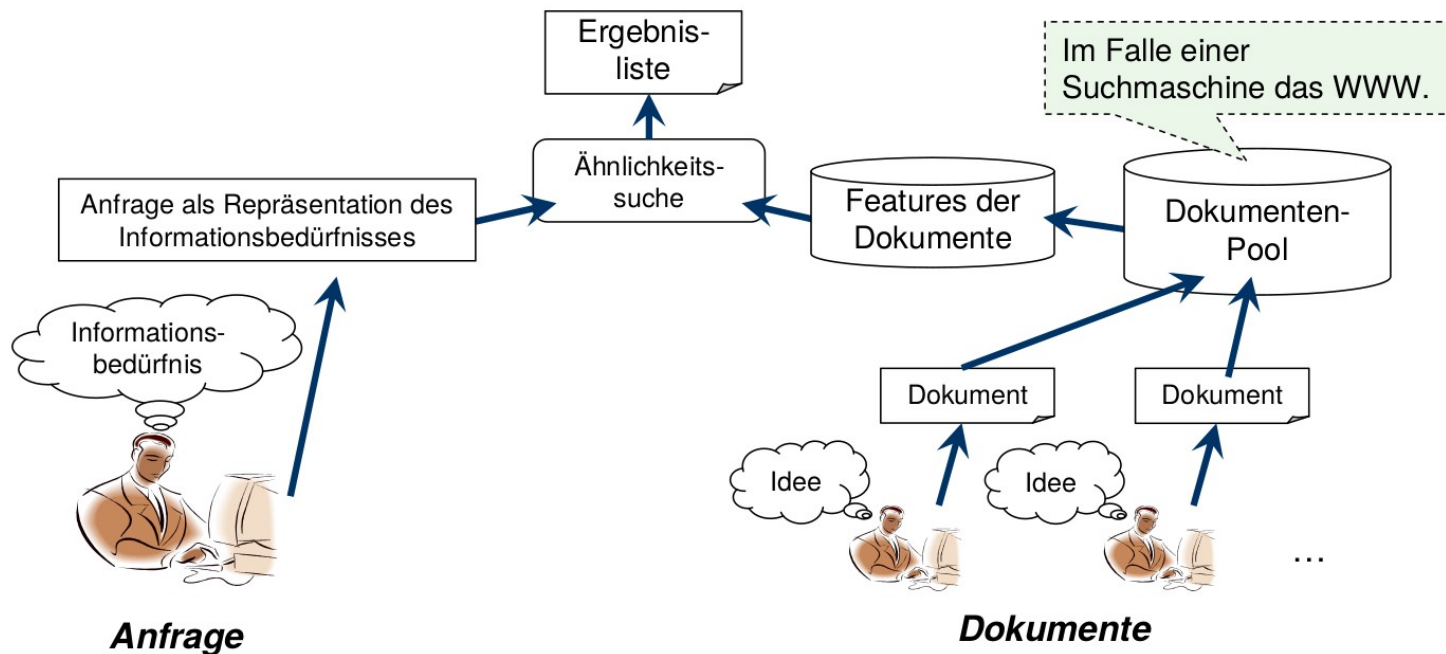 Ergebnis-
liste
Im Falle einer
Suchmaschine das WWW.
Ähnlichkeits-
suche
Anfrage als Repräsentation des
Informationsbedürfnisses
Features der
Dokumente
Dokumenten-
Pool
Informations-
bedürfnis
Dokument
Dokument
Idee
Idee
...
Anfrage
Dokumente